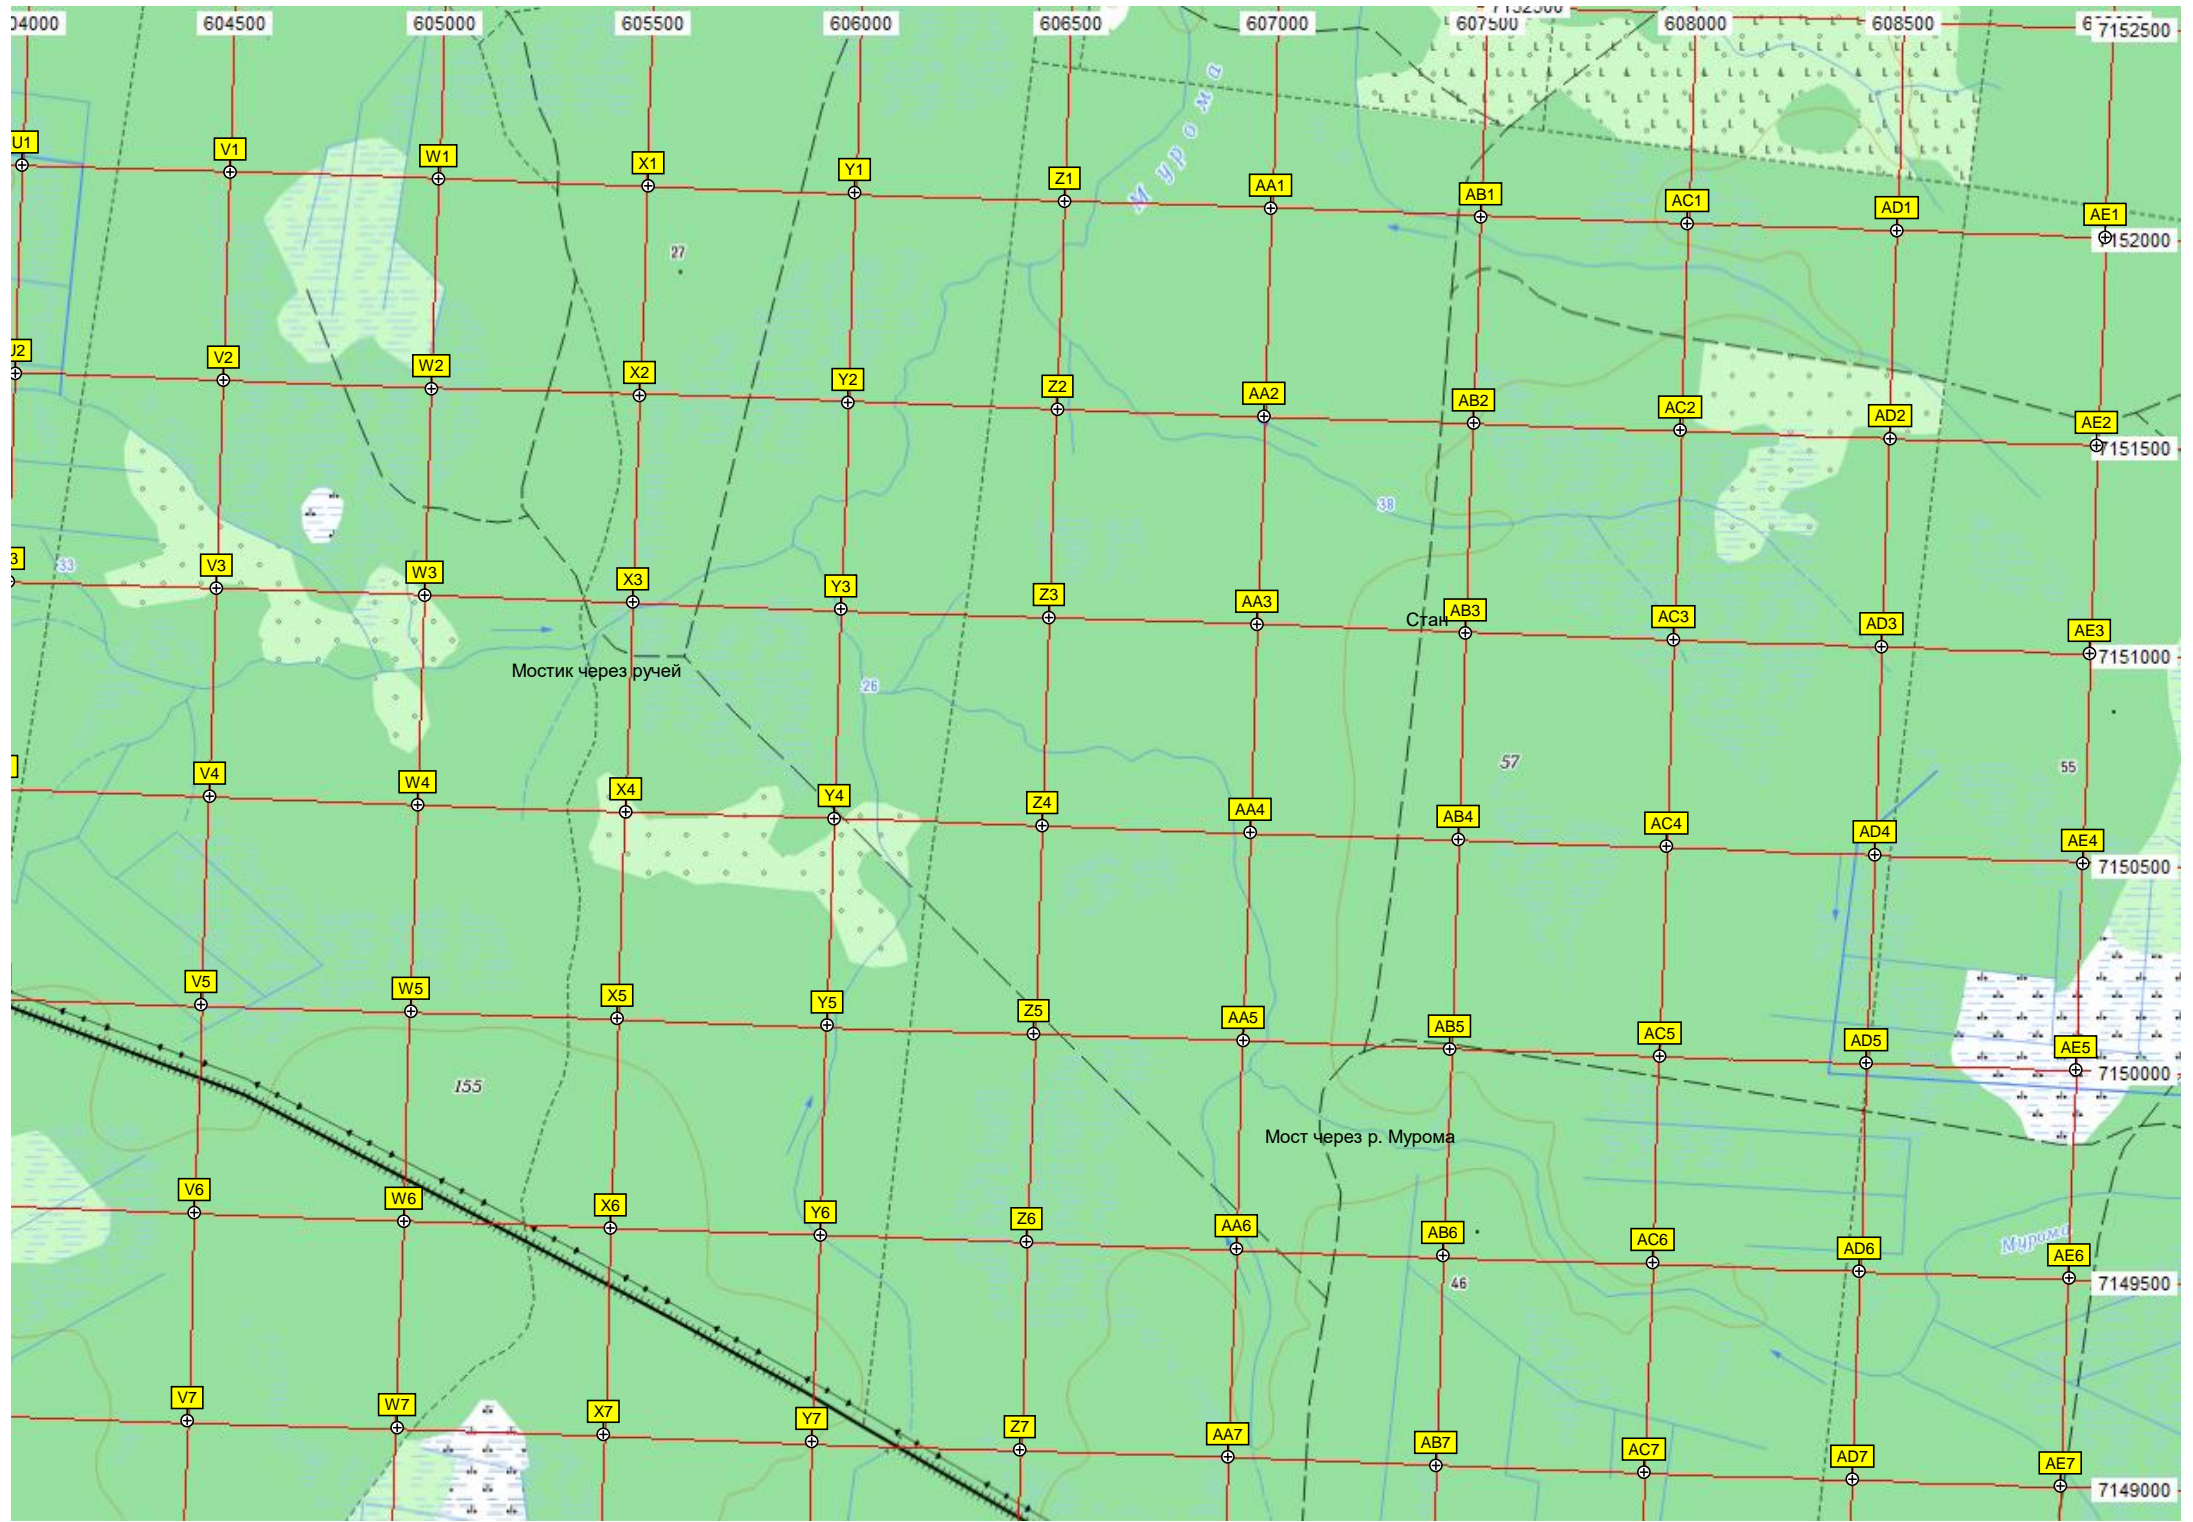 04000 604500 605000 605500 606000 606500 607000 607500 608000 608500
7152500
7152500
Мурома
U1 V1 W1 X1 Y1 Z1 AA1 AB1 AC1 AD1 AE1
7152000
27
U2 V2 W2 X2 Y2 Z2 AA2 AB2 AC2 AD2 AE2
7151500
38
33
3 V3 W3 X3 Y3 Z3 AA3 AB3 AC3 AD3 AE3
Стан
7151000
Мостик через ручей
26
57
55
V4 W4 X4 Y4 Z4 AA4 AB4 AC4 AD4 AE4
7150500
V5 W5 X5 Y5 Z5 AA5 AB5 AC5 AD5 AE5
7150000
155
Мост через р. Мурома
V6 W6 X6 Y6 Z6 AA6 AB6 AC6 AD6 AE6
Мурома
46
7149500
V7 W7 X7 Y7 Z7 AA7 AB7 AC7 AD7 AE7
7149000